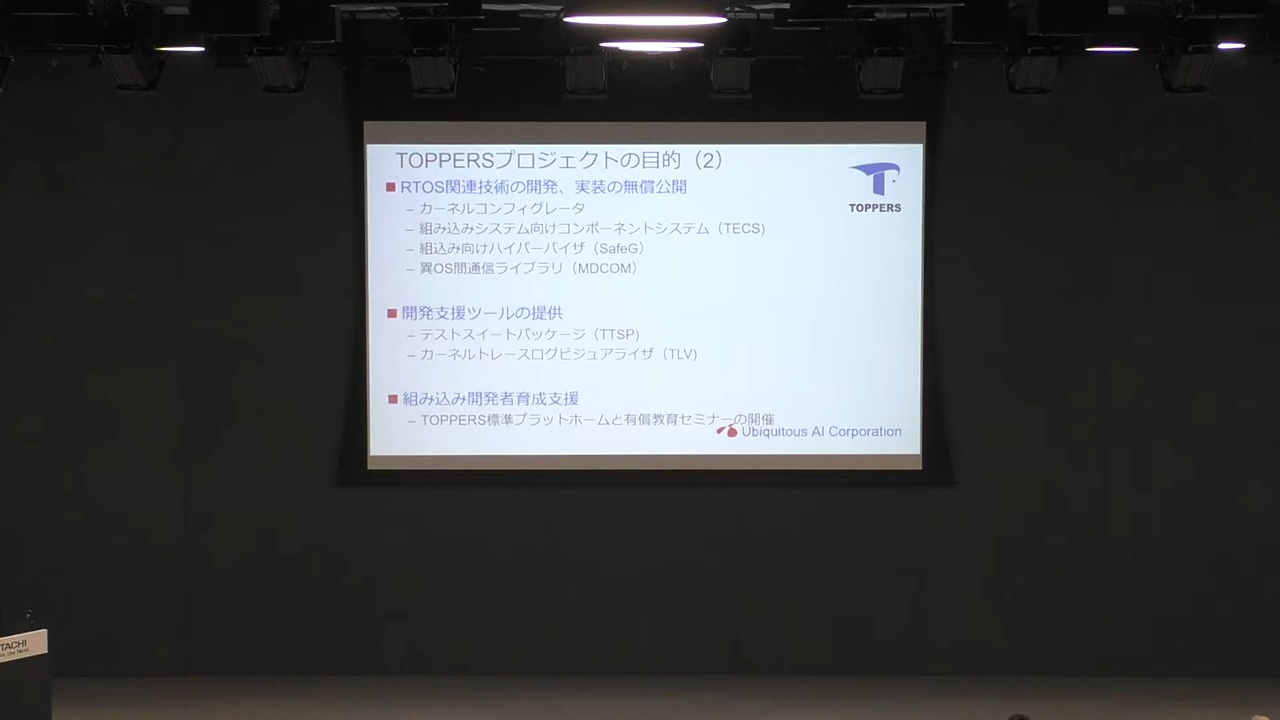 TOPPERSプロジェクトの目的（2）
TOPPERS
■ RTOS関連技術の開発、実装の無償公開
– カーネルコンフィグレータ
– 組み込みシステム向けコンポーネントシステム（TECS)
– 組込み向けハイパーバイザ（SafeG）
– 異OS間通信ライブラリ（MDCOM）
■ 開発支援ツールの提供
– テストスイートパッケージ（TTSP)
– カーネルトレースログビジュアライザ（TLV)
■ 組み込み開発者育成支援
– TOPPERS標準プラットホームと有償教育セミナーの開催
Ubiquitous AI Corporation
TACHI
the Next